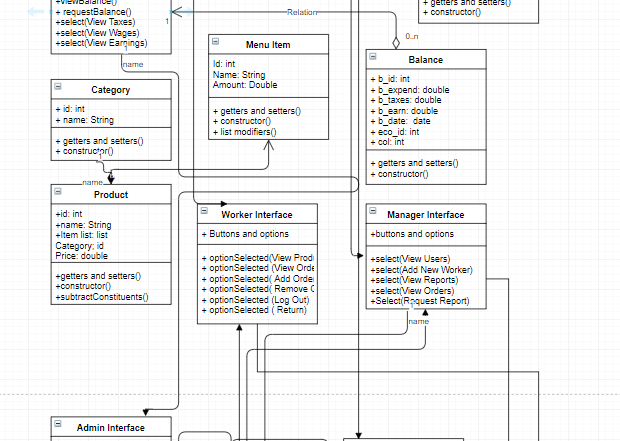 +viewBalance()
+ requestBalance()
+select(View Taxes)
+select(View Wages)
+select(View Earnings)
1
1
name
Relation
+ getters and setters()
+ constructor()
0..n
Menu Item
Id: int
Name: String
Amount: Double
+ getters and setters()
+ constructor()
+ list modifiers()
Balance
+ b_id: int
+ b_expend: double
+ b_taxes: double
+ b_earn: double
+ b_date: date
+ eco_id: int
+ col: int
+ getters and setters()
+ constructor()
Category
+ id: int
+ name: String
+ getters and setters()
+ constructor()
1
name
Product
+id: int
+name: String
+Item list: list
Category: id
Price: double
+getters and setters()
+constructor()
+subtractConstituents()
Worker Interface
+ Buttons and options
+ optionSelected(View Prod
+ optionSelected (View Orde
+ optionSelected( Add Orde
+ optionSelected( Remove O
+ optionSelected (Log Out)
+ optionSelected ( Return)
Manager Interface
+buttons and options
+select(View Users)
+select(Add New Worker)
+select(View Reports)
+select(View Orders)
+Select(Request Report)
1
name
Admin Interface